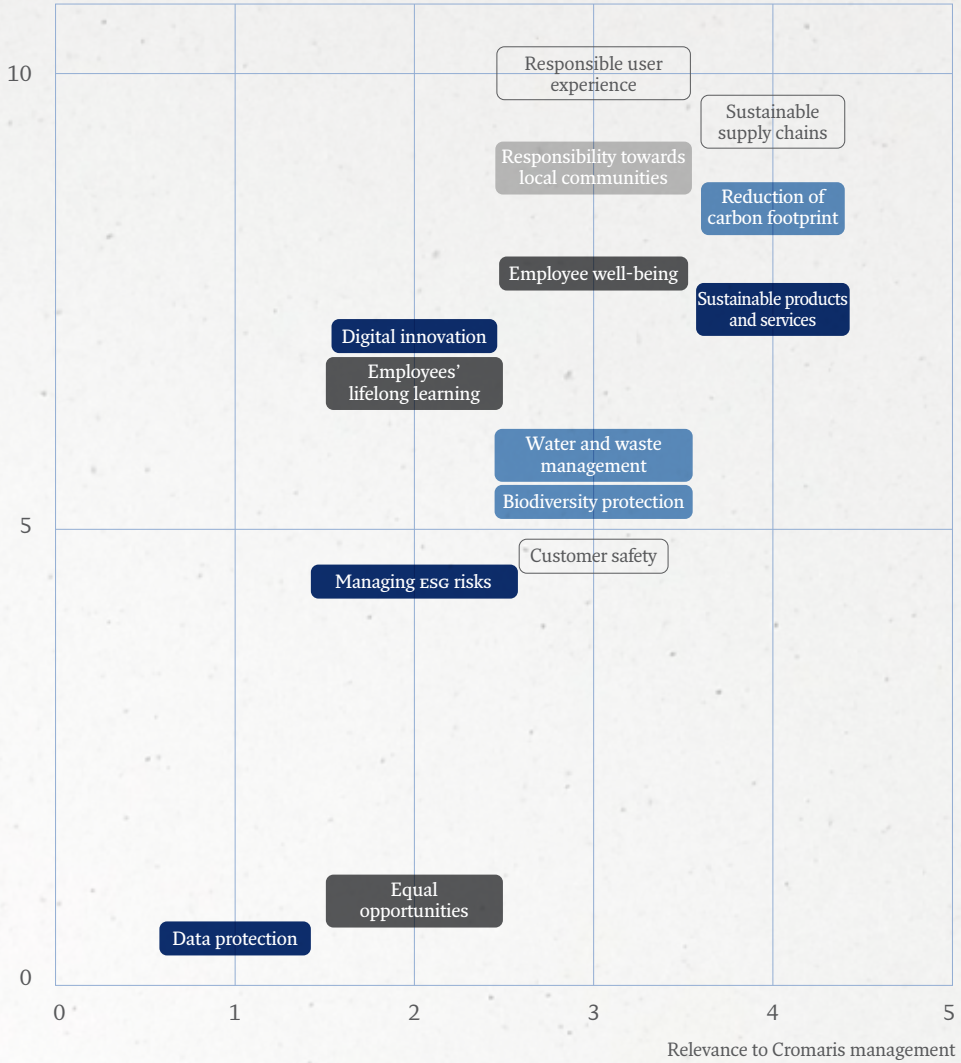 10
Responsible user
experience
Sustainable
supply chains
Responsibility towards
local communities
Reduction of
carbon footprint
Employee well-being
Sustainable products
and services
Digital innovation
Employees’
lifelong learning
Water and waste
management
Biodiversity protection
5
Customer safety
Managing ESG risks
Equal
opportunities
Data protection
0
0 1 2 3 4 5
Relevance to Cromaris management